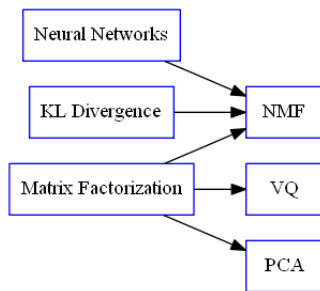 Neural Networks
KL Divergence
NMF
Matrix Factorization
VQ
PCA